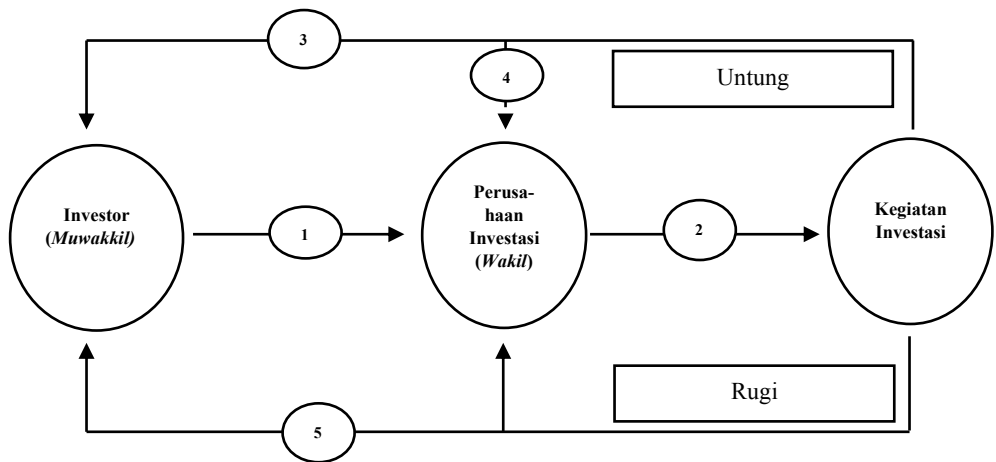 3
4
Untung
Investor
(Muwakkil)
1
Perusa-
haan
Investasi
(Wakil)
2
Kegiatan
Investasi
Rugi
5